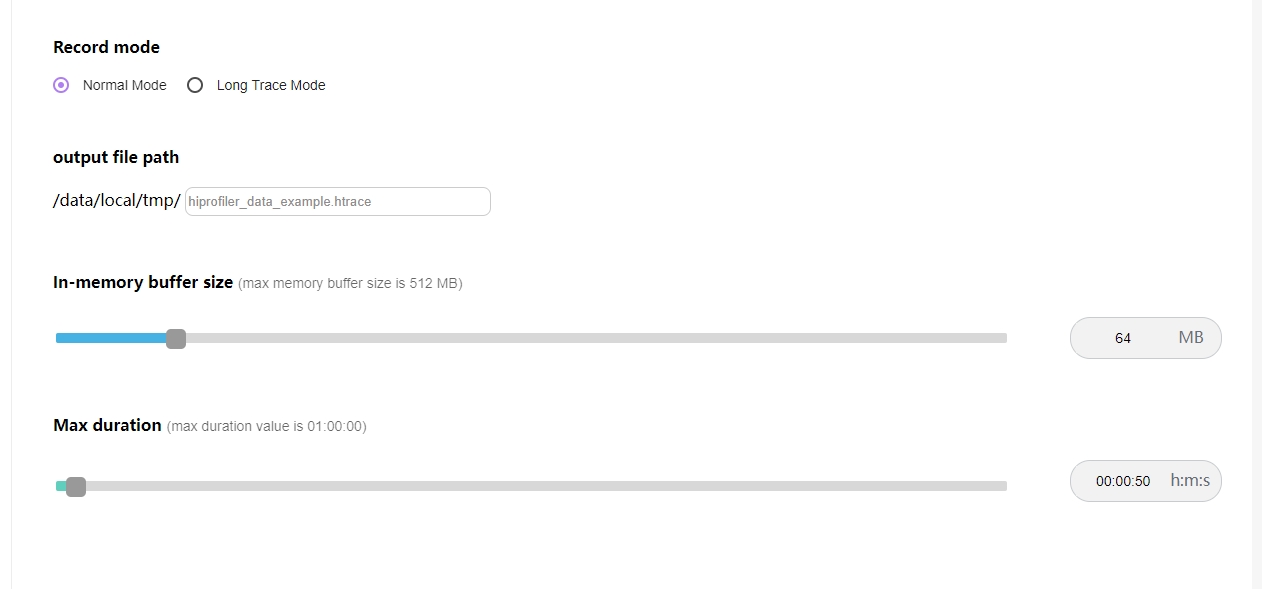 Record mode
Normal Mode Long Trace Mode
output file path
/data/local/tmp/ hiprofiler_data_example.htrace
In-memory buffer size (max memory buffer size is 512 MB)
64 MB
Max duration (max duration value is 01:00:00)
00:00:50 h:m:s